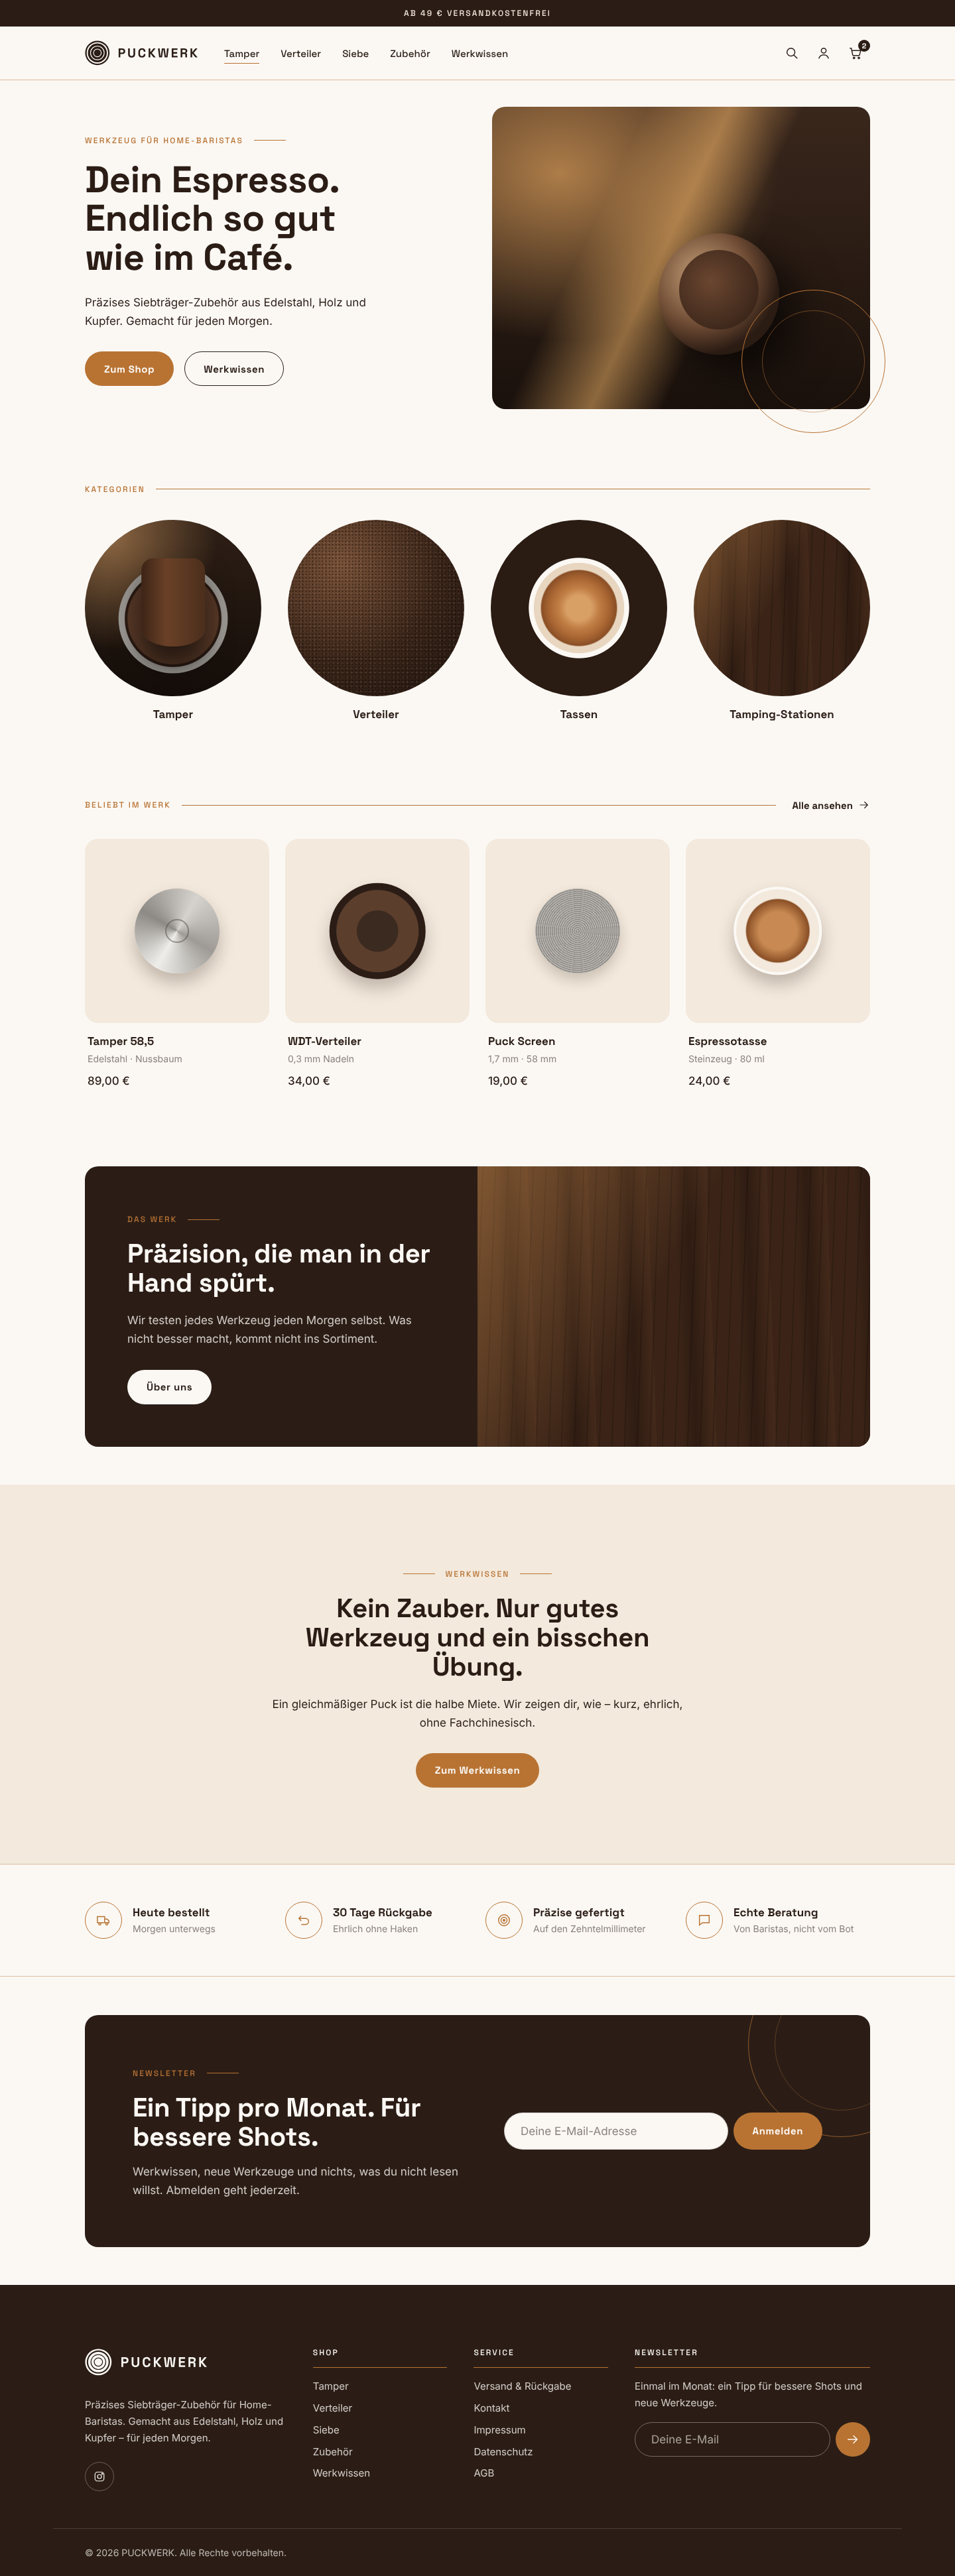 AB 49 € VERSANDKOSTENFREI
PUCKWERK
Tamper
Verteiler
Siebe
Zubehör
Werkwissen
2
WERKZEUG FÜR HOME-BARISTAS
Dein Espresso.
Endlich so gut
wie im Café.
Präzises Siebträger-Zubehör aus Edelstahl, Holz und
Kupfer. Gemacht für jeden Morgen.
Zum Shop
Werkwissen
KATEGORIEN
Tamper
Verteiler
Tassen
Tamping-Stationen
BELIEBT IM WERK
Alle ansehen
Tamper 58,5
Edelstahl · Nussbaum
89,00 €
WDT-Verteiler
0,3 mm Nadeln
34,00 €
Puck Screen
1,7 mm · 58 mm
19,00 €
Espressotasse
Steinzeug · 80 ml
24,00 €
DAS WERK
Präzision, die man in der
Hand spürt.
Wir testen jedes Werkzeug jeden Morgen selbst. Was
nicht besser macht, kommt nicht ins Sortiment.
Über uns
WERKWISSEN
Kein Zauber. Nur gutes
Werkzeug und ein bisschen
Übung.
Ein gleichmäßiger Puck ist die halbe Miete. Wir zeigen dir, wie – kurz, ehrlich,
ohne Fachchinesisch.
Zum Werkwissen
Heute bestellt
Morgen unterwegs
30 Tage Rückgabe
Ehrlich ohne Haken
Präzise gefertigt
Auf den Zehntelmillimeter
Echte Beratung
Von Baristas, nicht vom Bot
NEWSLETTER
Ein Tipp pro Monat. Für
bessere Shots.
Werkwissen, neue Werkzeuge und nichts, was du nicht lesen
willst. Abmelden geht jederzeit.
Deine E-Mail-Adresse
Anmelden
PUCKWERK
Präzises Siebträger-Zubehör für Home-
Baristas. Gemacht aus Edelstahl, Holz und
Kupfer – für jeden Morgen.
SHOP
Tamper
Verteiler
Siebe
Zubehör
Werkwissen
SERVICE
Versand & Rückgabe
Kontakt
Impressum
Datenschutz
AGB
NEWSLETTER
Einmal im Monat: ein Tipp für bessere Shots und
neue Werkzeuge.
Deine E-Mail
© 2026 PUCKWERK. Alle Rechte vorbehalten.